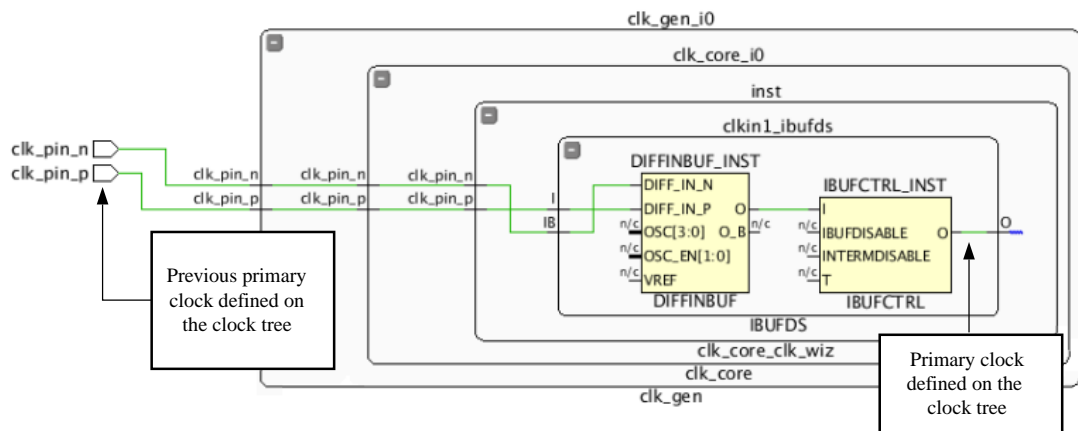 clk_gen_i0
clk_core_i0
inst
clkin1_ibufds
clk_pin_n
clk_pin_p
clk_pin_n
clk_pin_p
clk_pin_n
clk_pin_p
clk_pin_n
clk_pin_p
I
IB
DIFFINBUF_INST
DIFF_IN_N
DIFF_IN_P
O
n/c
OSC[3:0]
O_B
n/c
n/c
OSC_EN[1:0]
n/c
VREF
DIFFINBUF
IBUFCTRL_INST
I
n/c
IBUFDISABLE
O
n/c
INTERMDISABLE
n/c
T
IBUFCTRL
O
IBUFDS
clk_core_clk_wiz
clk_core
clk_gen
Previous primary
clock defined on
the clock tree
Primary clock
defined on the
clock tree